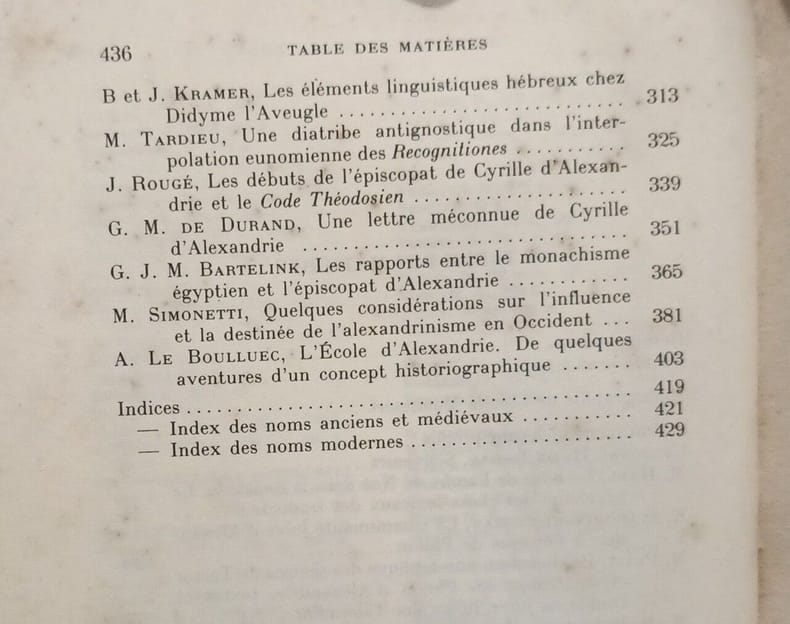 436 TABLE DES MATIÈRES
B et J. KRAMER, Les éléments linguistiques hébreux chez
Didyme l'Aveugle ........................... 313
M. TARDIEU, Une diatribe antignostique dans l'inter-
polation eunomienne des Recognitiones .......... 325
J. ROUGÉ, Les débuts de l'épiscopat de Cyrille d'Alexan-
drie et le Code Théodosien .................... 339
G. M. DE DURAND, Une lettre méconnue de Cyrille
d'Alexandrie .............................. 351
G. J. M. BARTELINK, Les rapports entre le monachisme
égyptien et l'épiscopat d'Alexandrie ............ 365
M. SIMONETTI, Quelques considérations sur l'influence
et la destinée de l'alexandrinisme en Occident ... 381
A. LE BOULLUEC, L'École d'Alexandrie. De quelques
aventures d'un concept historiographique ....... 403
Indices ........................................ 419
— Index des noms anciens et médiévaux ........... 421
— Index des noms modernes ..................... 429